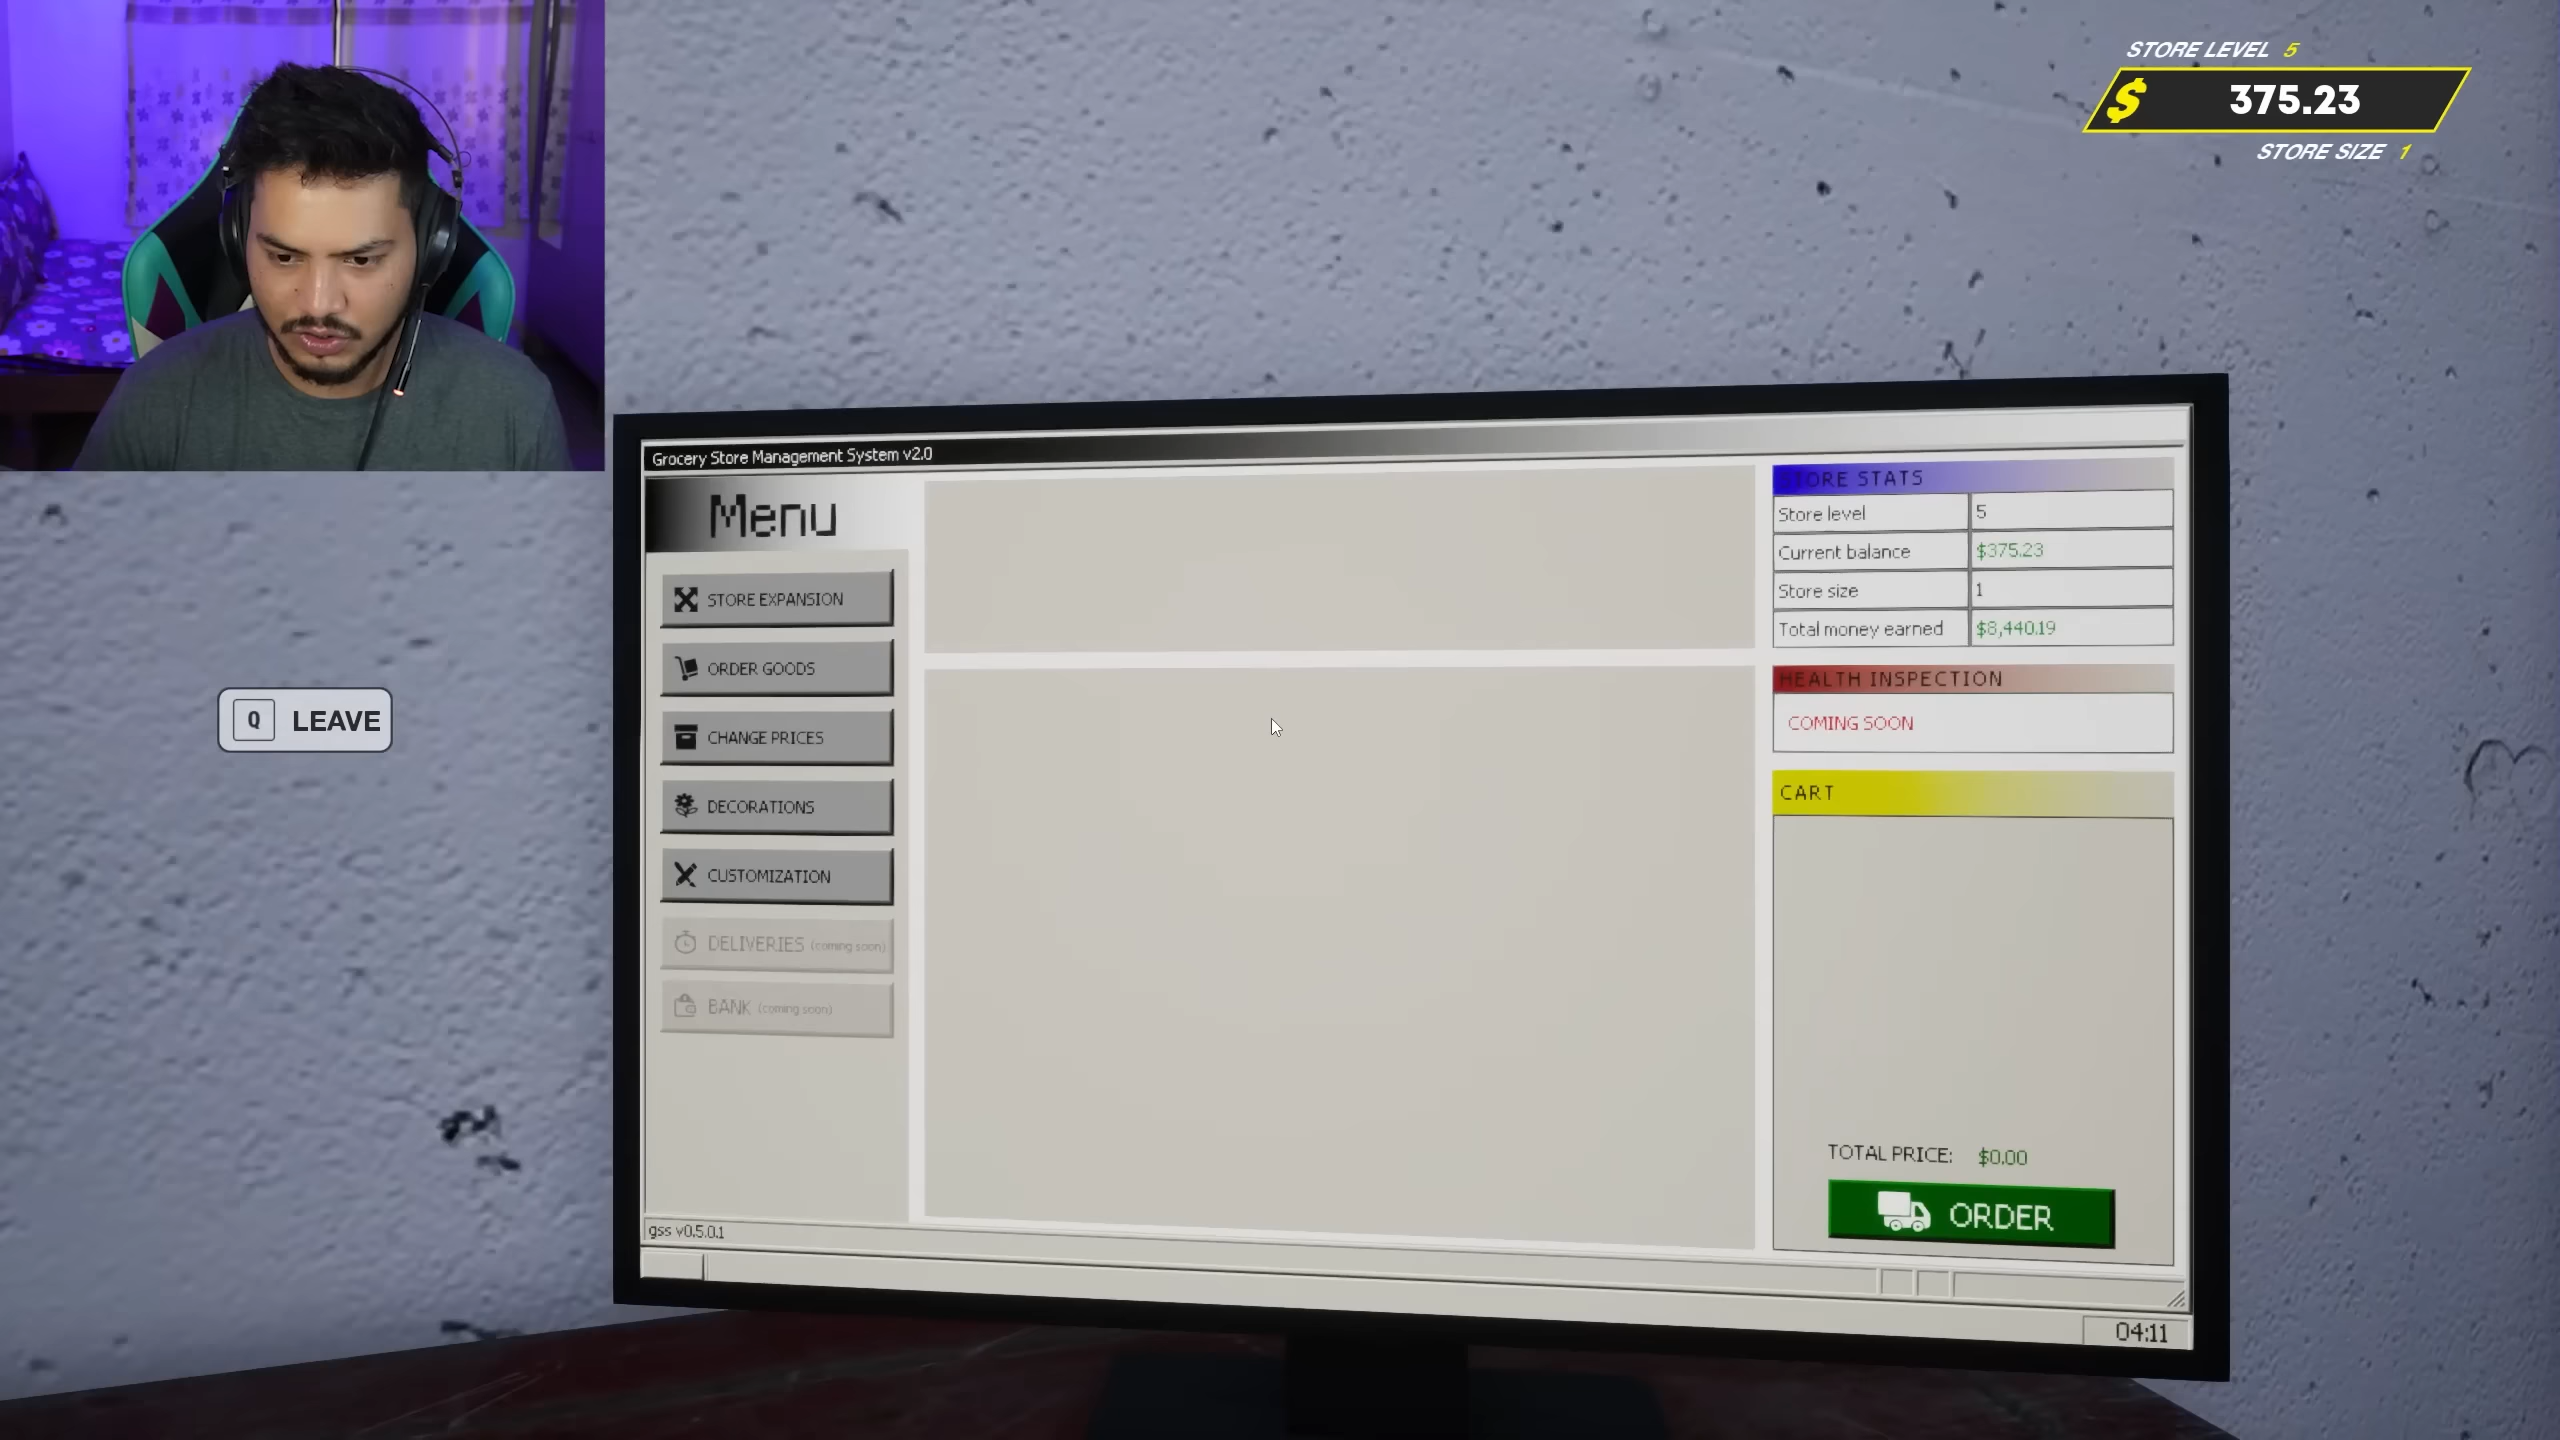 STORE LEVEL 5
$ 375.23
STORE SIZE 1
Grocery Store Management System v2.0
Menu
STORE EXPANSION
ORDER GOODS
CHANGE PRICES
DECORATIONS
CUSTOMIZATION
DELIVERIES (coming soon)
BANK (coming soon)
gss v0.5.0.1
STORE STATS
Store level 5
Current balance $375.23
Store size 1
Total money earned $8,440.19
HEALTH INSPECTION
COMING SOON
CART
TOTAL PRICE: $0.00
ORDER
04:11
Q LEAVE